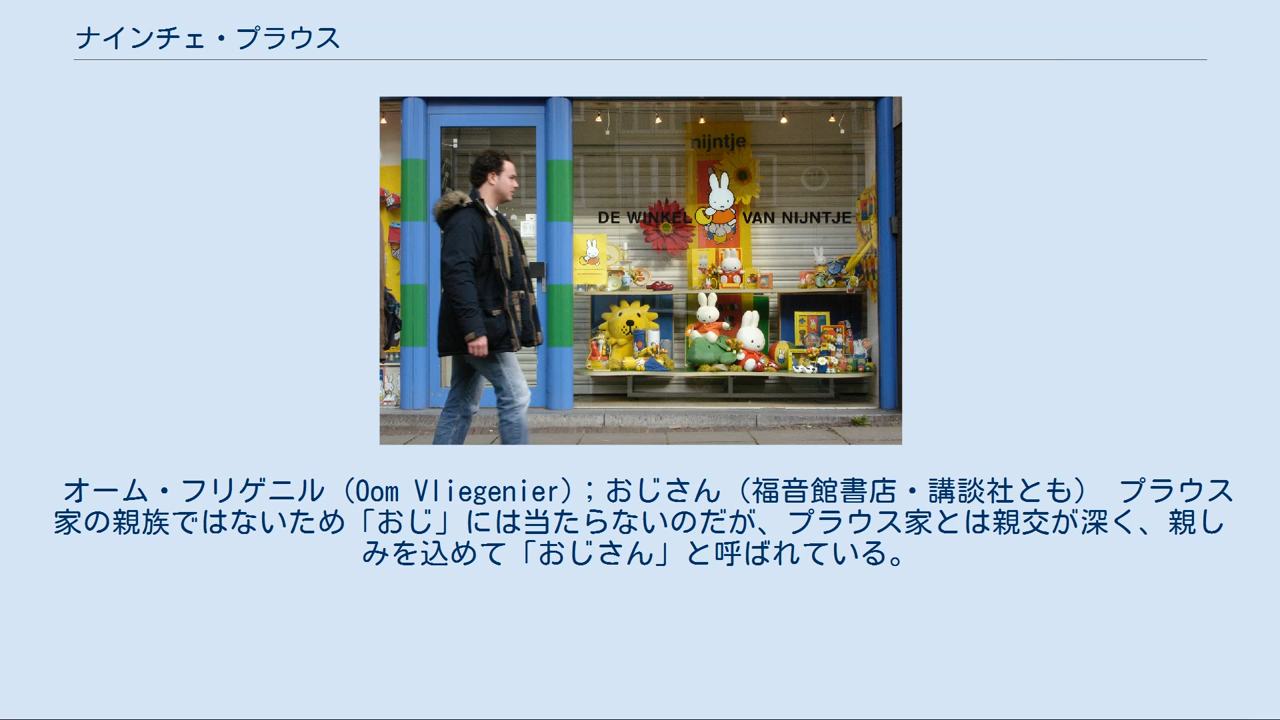 ナインチェ・プラウス
nijntje
DE WINKEL VAN NIJNTJE
オーム・フリゲニル（Oom Vliegenier）；おじさん（福音館書店・講談社とも）　プラウス
家の親族ではないため「おじ」には当たらないのだが、プラウス家とは親交が深く、親し
みを込めて「おじさん」と呼ばれている。